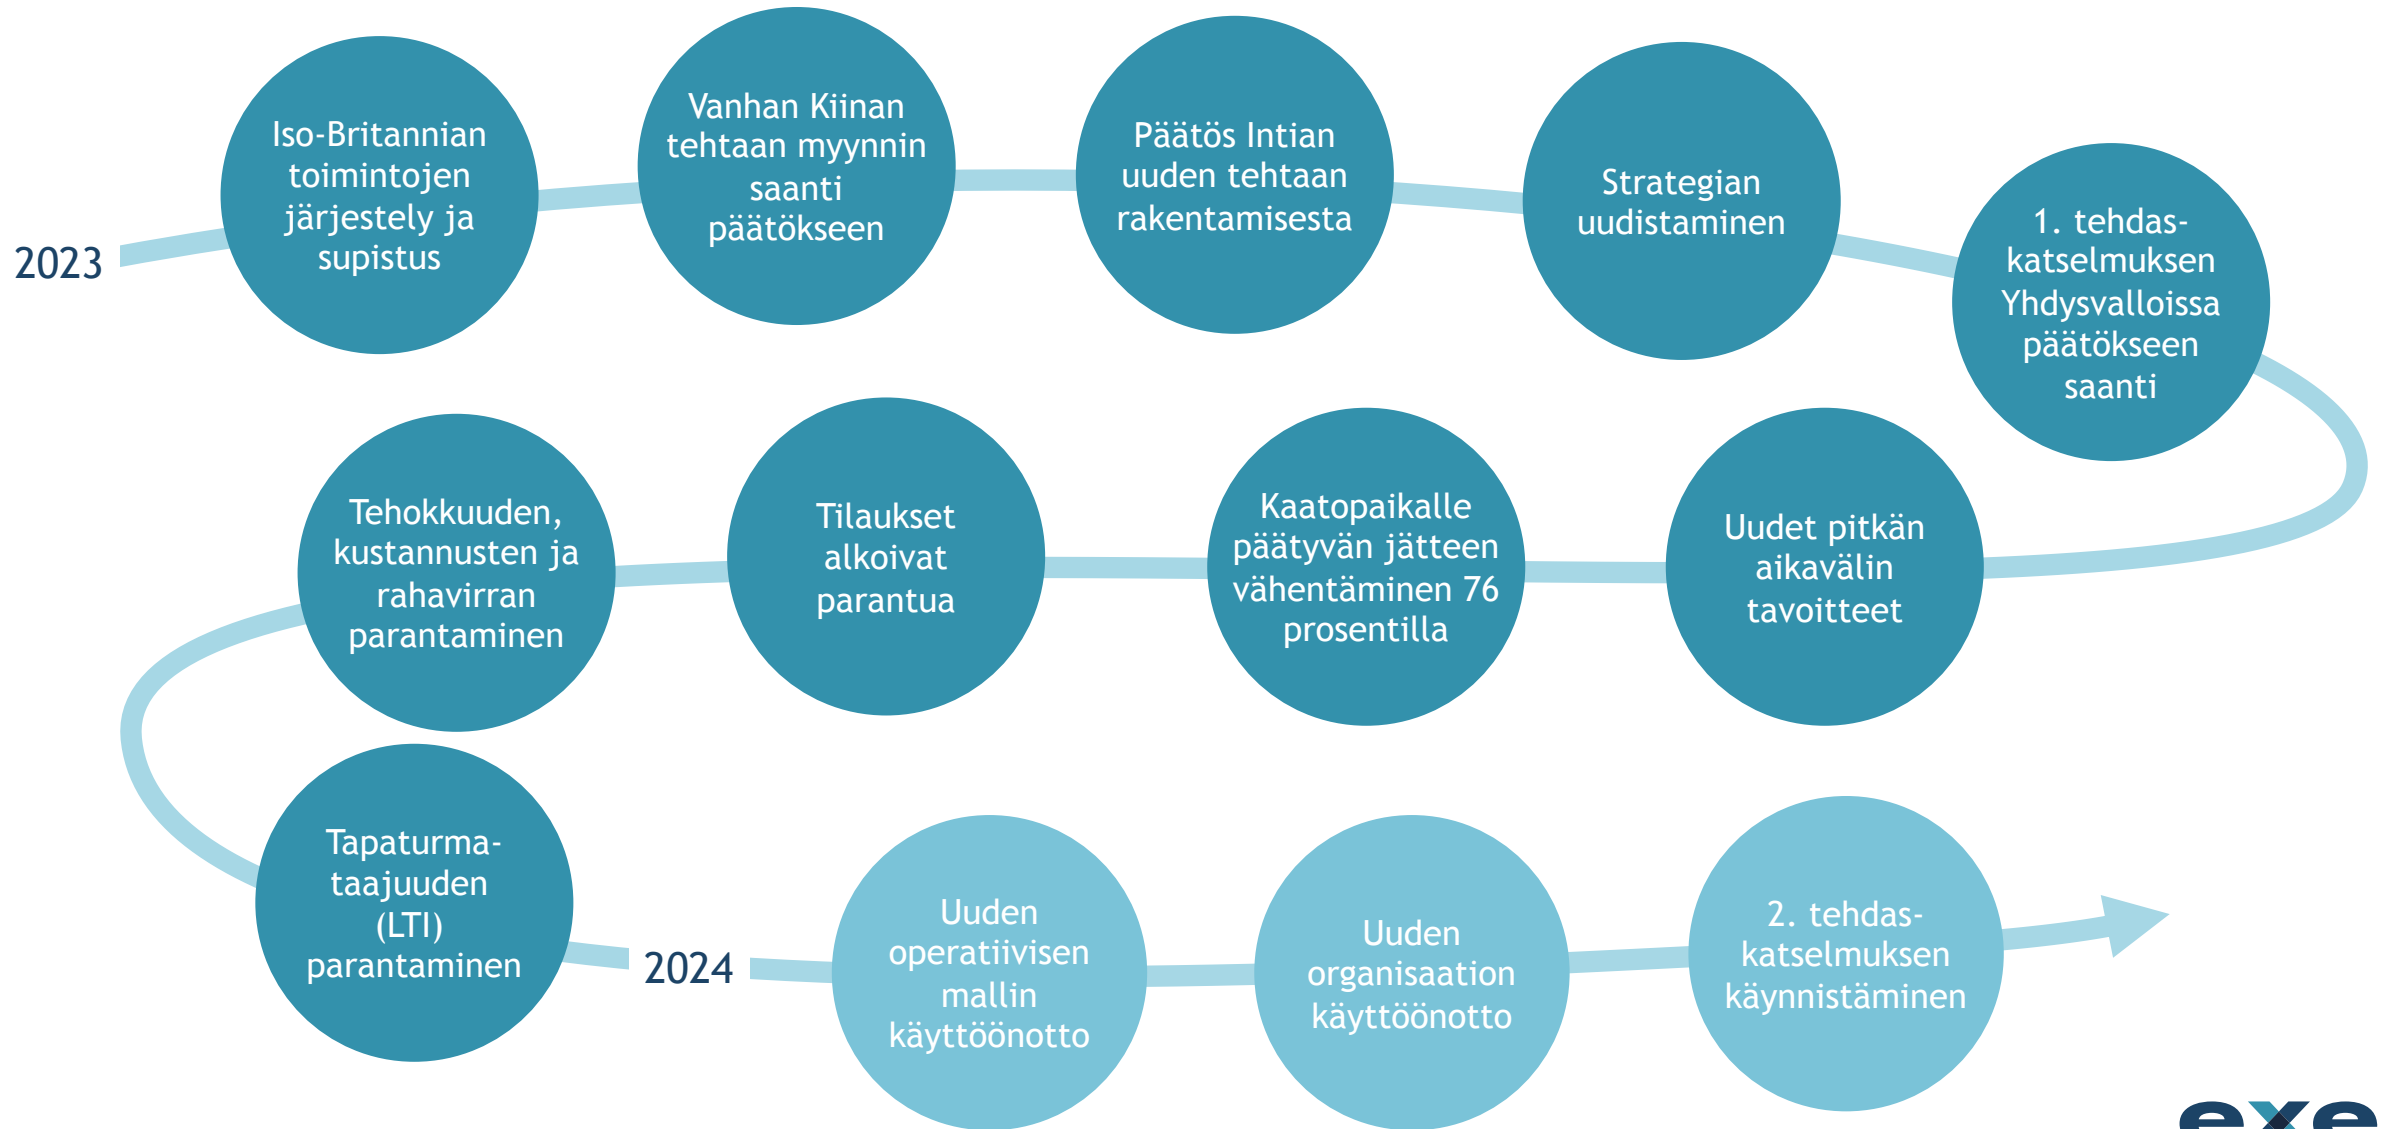 2023
Iso-Britannian
toimintojen
järjestely ja
supistus
Vanhan Kiinan
tehtaan myynnin
saanti
päätökseen
Päätös Intian
uuden tehtaan
rakentamisesta
Strategian
uudistaminen
1. tehdas-
katselmuksen
Yhdysvalloissa
päätökseen
saanti
Uudet pitkän
aikavälin
tavoitteet
Kaatopaikalle
päätyvän jätteen
vähentäminen 76
prosentilla
Tilaukset
alkoivat
parantua
Tehokkuuden,
kustannusten ja
rahavirran
parantaminen
Tapaturma-
taajuuden
(LTI)
parantaminen
2024
Uuden
operatiivisen
mallin
käyttöönotto
Uuden
organisaation
käyttöönotto
2. tehdas-
katselmuksen
käynnistäminen
exe